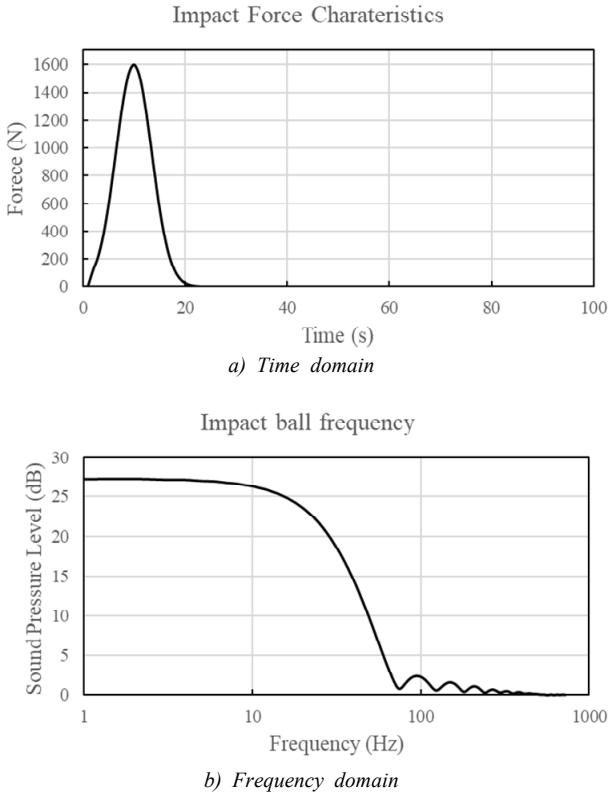 Impact Force Charateristics
1600
1400
1200
1000
800
600
400
200
0
Forece (N)
0 20 40 60 80 100
Time (s)
a) Time domain
Impact ball frequency
30
25
20
15
10
5
0
Sound Pressure Level (dB)
1 10 100 1000
Frequency (Hz)
b) Frequency domain